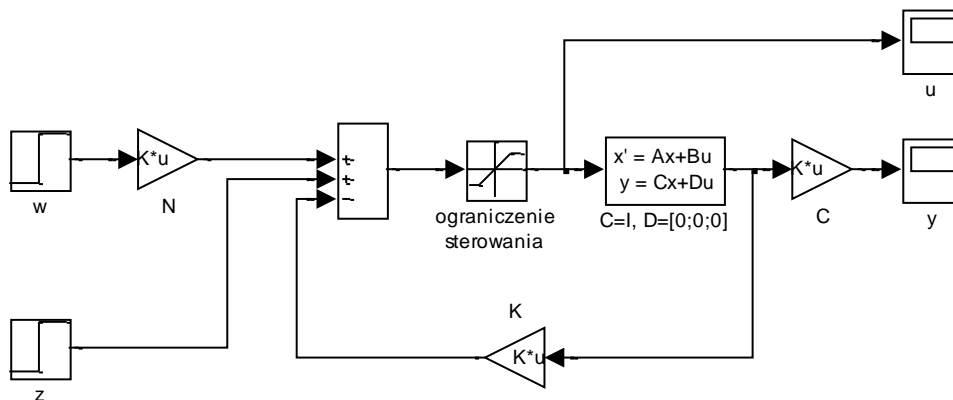 u
w
K*u
N
+
+
-
ograniczenie
sterowania
x' = Ax+Bu
y = Cx+Du
C=I, D=[0;0;0]
K*u
C
y
K
K*u
z